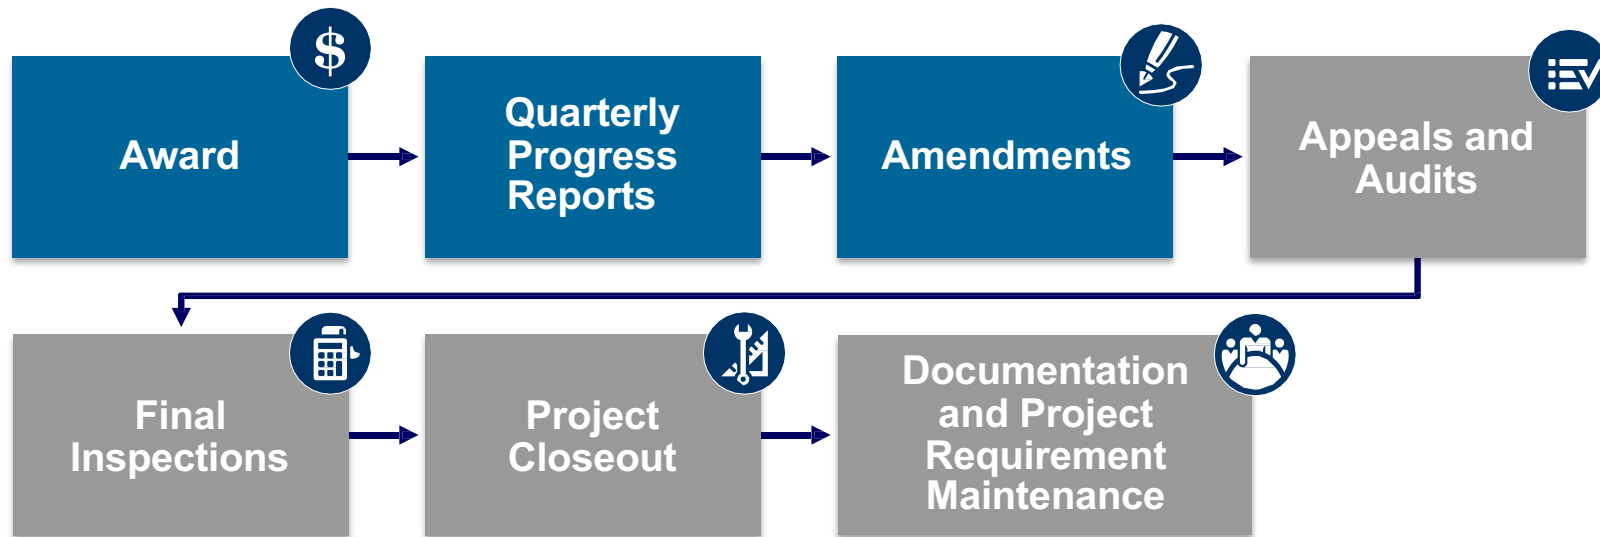 Award
Quarterly
Progress
Reports
Amendments
Appeals and
Audits
Final
Inspections
Project
Closeout
Documentation
and Project
Requirement
Maintenance